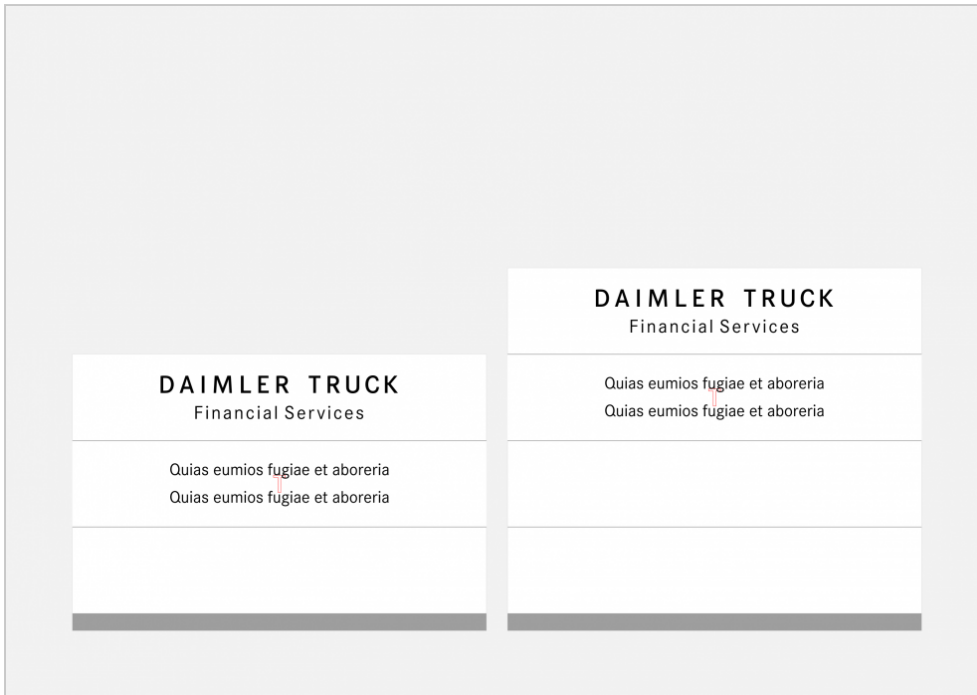 DAIMLER TRUCK
Financial Services
Quias eumios fugiae et aboreria
Quias eumios fugiae et aboreria
DAIMLER TRUCK
Financial Services
Quias eumios fugiae et aboreria
Quias eumios fugiae et aboreria